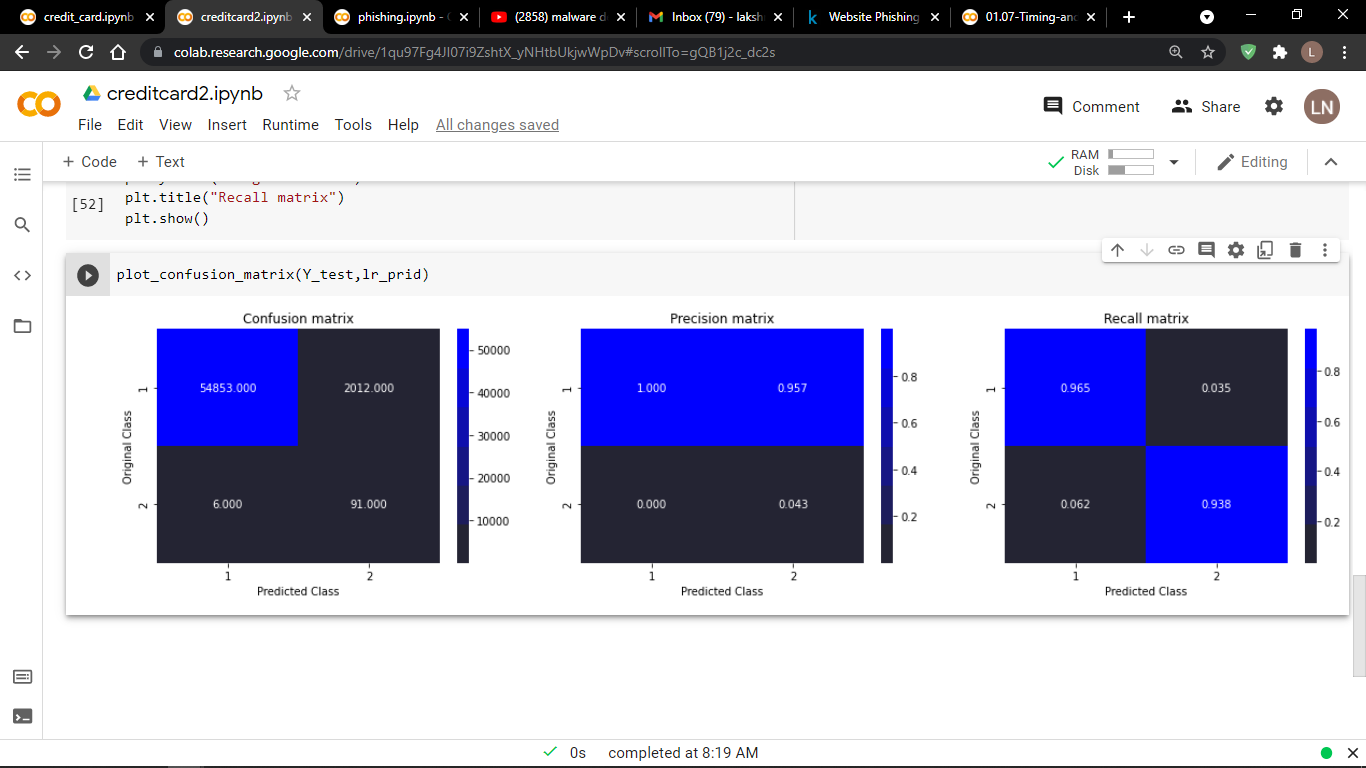 credit_card.ipynb
creditcard2.ipynb
phishing.ipynb -
(2858) malware d
Inbox (79) - laksh
Website Phishing
01.07-Timing-and
colab.research.google.com/drive/1qu97Fg4Jl07i9ZshtX_yNHtbUkjwWpDv#scrollTo=gQB1j2c_dc2s
L
creditcard2.ipynb
File Edit View Insert Runtime Tools Help All changes saved
Comment
Share
LN
+ Code + Text
RAM
Disk
Editing
[52]
plt.title("Recall matrix")
plt.show()
plot_confusion_matrix(Y_test,lr_prid)
Confusion matrix
Original Class
1
2
54853.000 2012.000
6.000 91.000
1 2
Predicted Class
50000
40000
30000
20000
10000
Precision matrix
Original Class
1
2
1.000 0.957
0.000 0.043
1 2
Predicted Class
0.8
0.6
0.4
0.2
Recall matrix
Original Class
1
2
0.965 0.035
0.062 0.938
1 2
Predicted Class
0.8
0.6
0.4
0.2
0s completed at 8:19 AM